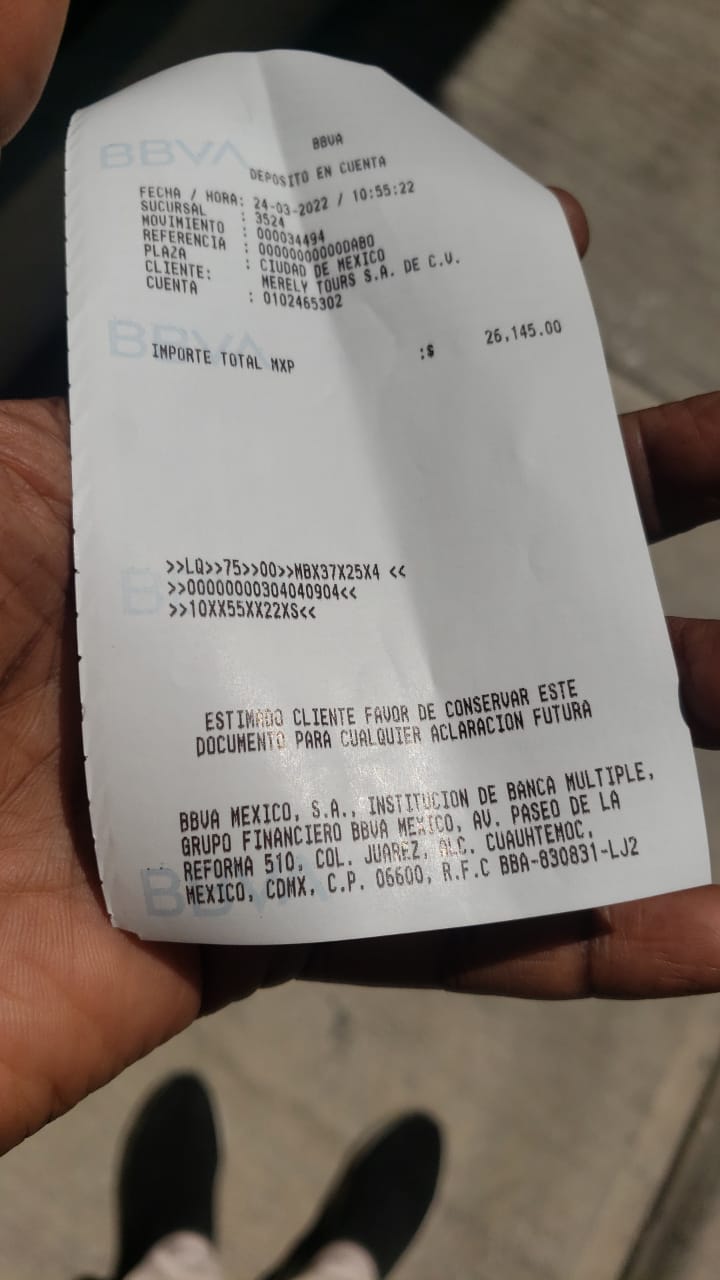 BBVA
BBVA
DEPOSITO EN CUENTA
FECHA / HORA: 24-03-2022 / 10:55:22
SUCURSAL : 3524
MOVIMIENTO : 000034494
REFERENCIA : 000000000000DAB0
PLAZA : CIUDAD DE MEXICO
CLIENTE: MERELY TOURS S.A. DE C.V.
CUENTA : 0102465302
BBVA
IMPORTE TOTAL MXP :$ 26,145.00
>>LQ>>75>>00>>MBX37X25X4 <<
>>00000000304040904<<
>>10XX55XX22XS<<
ESTIMADO CLIENTE FAVOR DE CONSERVAR ESTE
DOCUMENTO PARA CUALQUIER ACLARACION FUTURA
BBVA MEXICO, S.A., INSTITUCION DE BANCA MULTIPLE,
GRUPO FINANCIERO BBVA MEXICO, AV. PASEO DE LA
REFORMA 510, COL. JUAREZ, ALC. CUAUHTEMOC,
MEXICO, CDMX, C.P. 06600, R.F.C BBA-830831-LJ2
BBVA